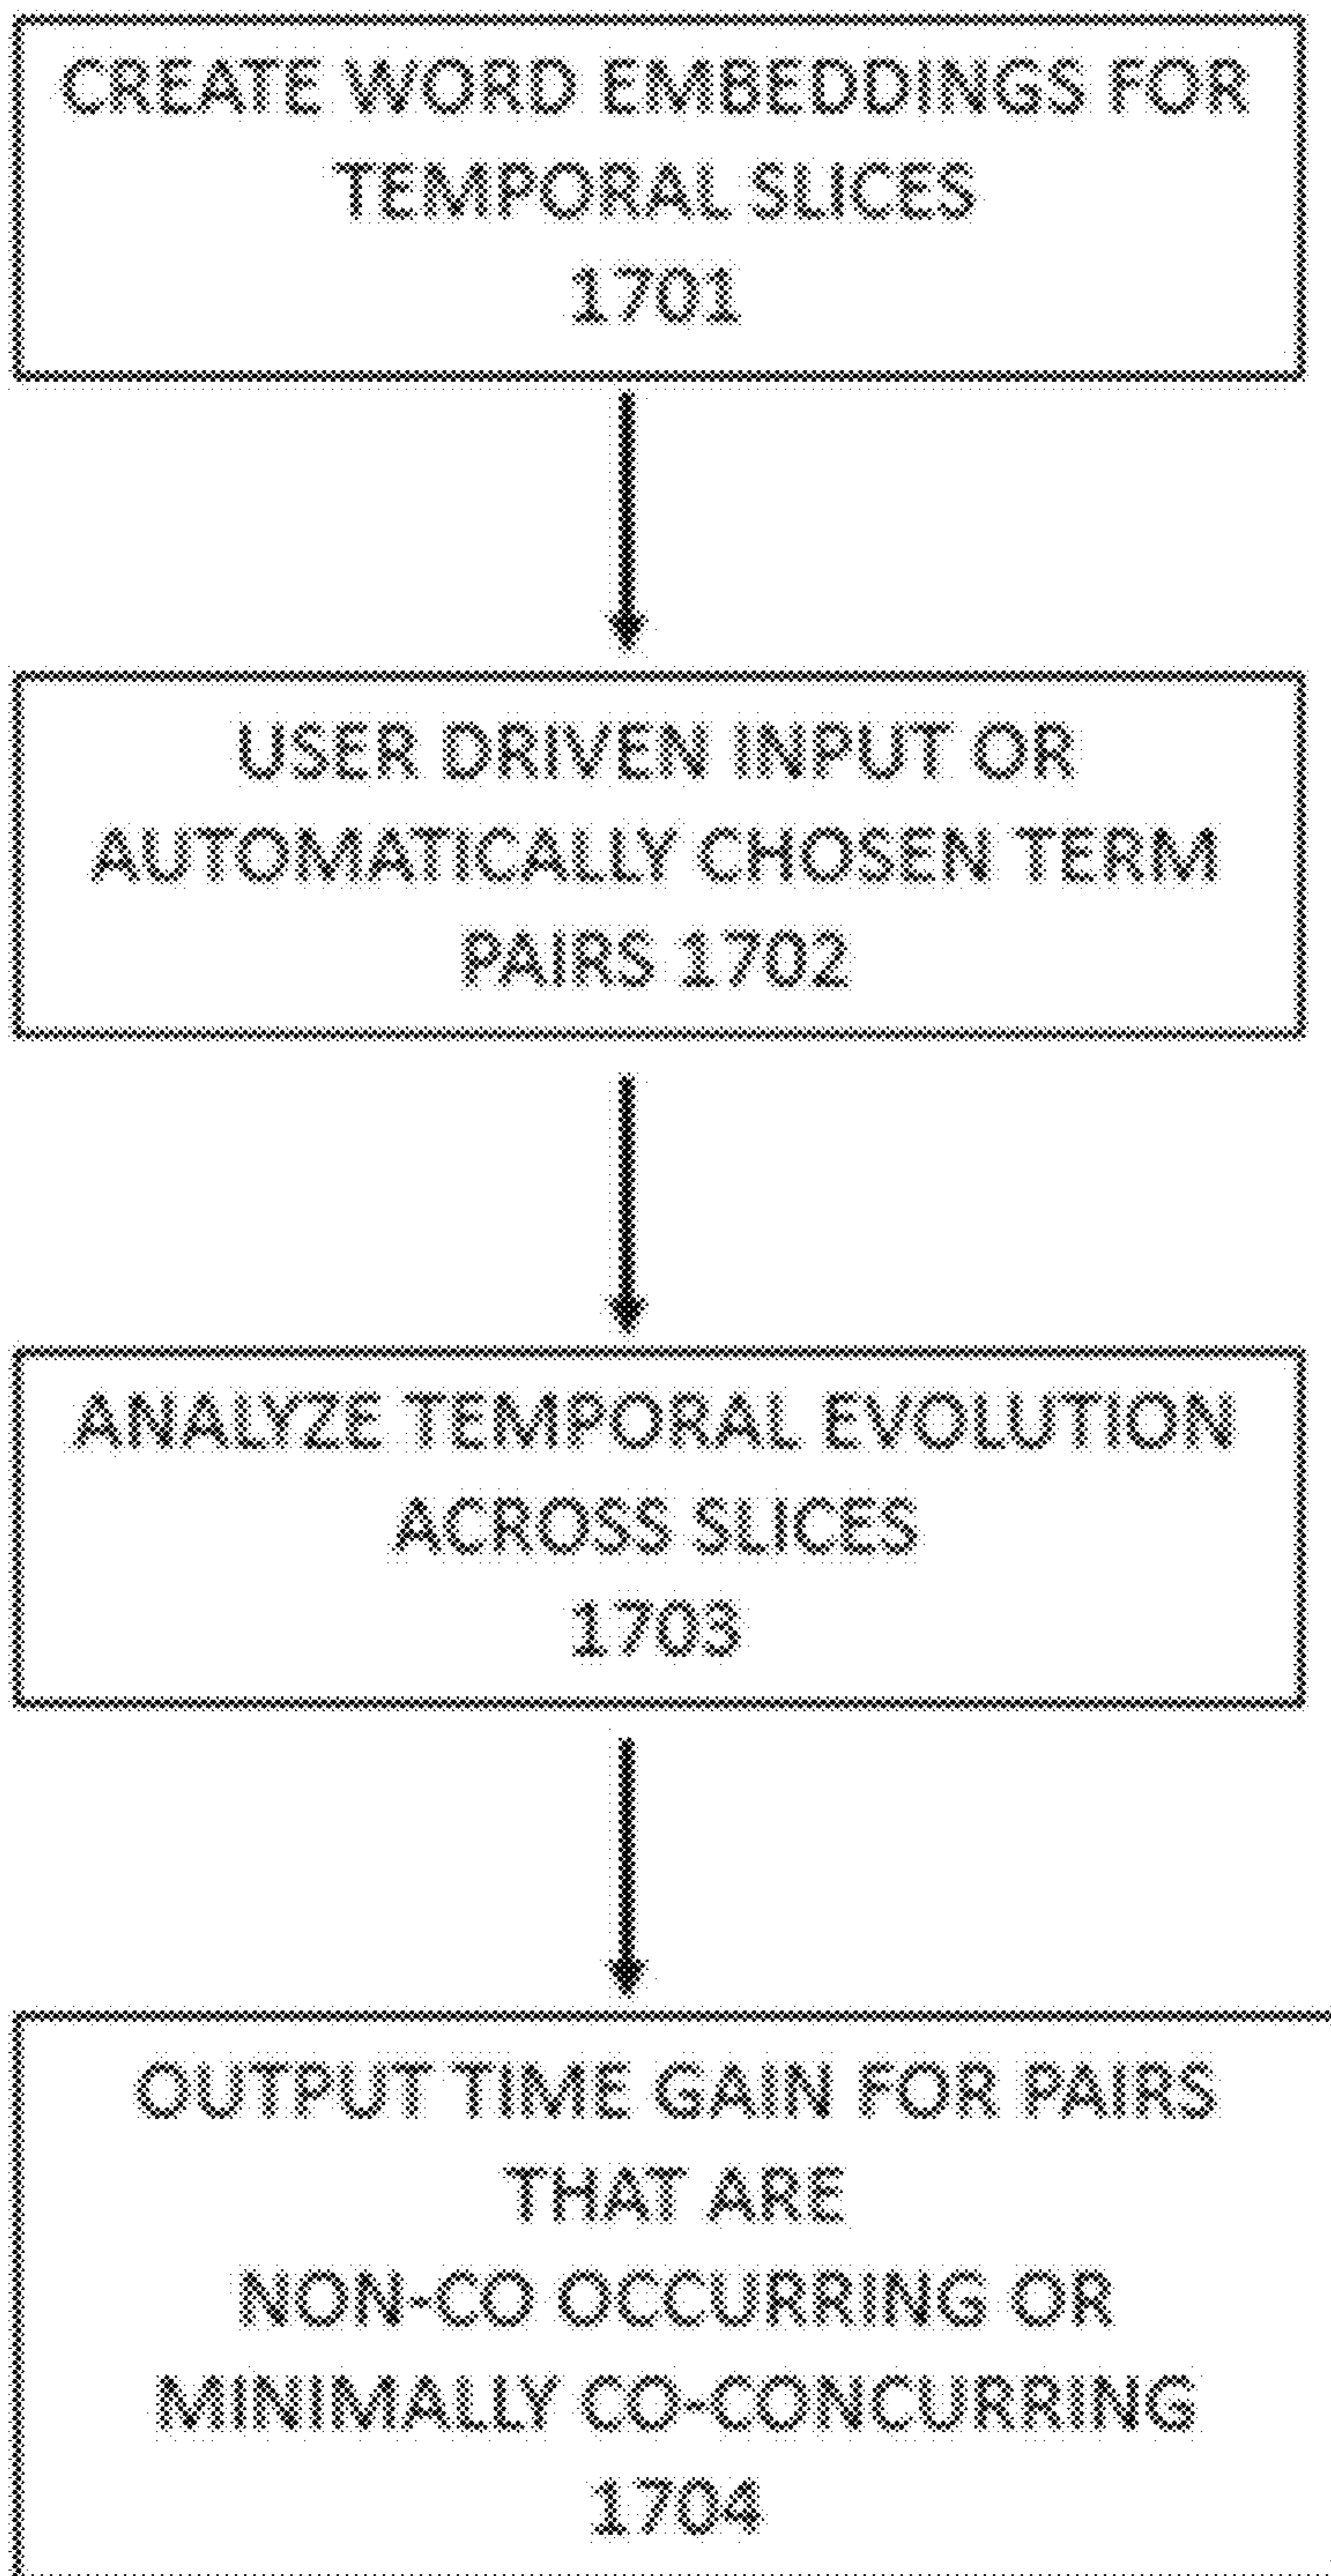 CREATE WORD EMBEDDINGS FOR
TEMPORAL SLICES
1701
USER DRIVEN INPUT OR
AUTOMATICALLY CHOSEN TERM
PAIRS 1702
ANALYZE TEMPORAL EVOLUTION
ACROSS SLICES
1703
OUTPUT TIME GAIN FOR PAIRS
THAT ARE
NON-CO OCCURRING OR
MINIMALLY CO-CONCURRING
1704